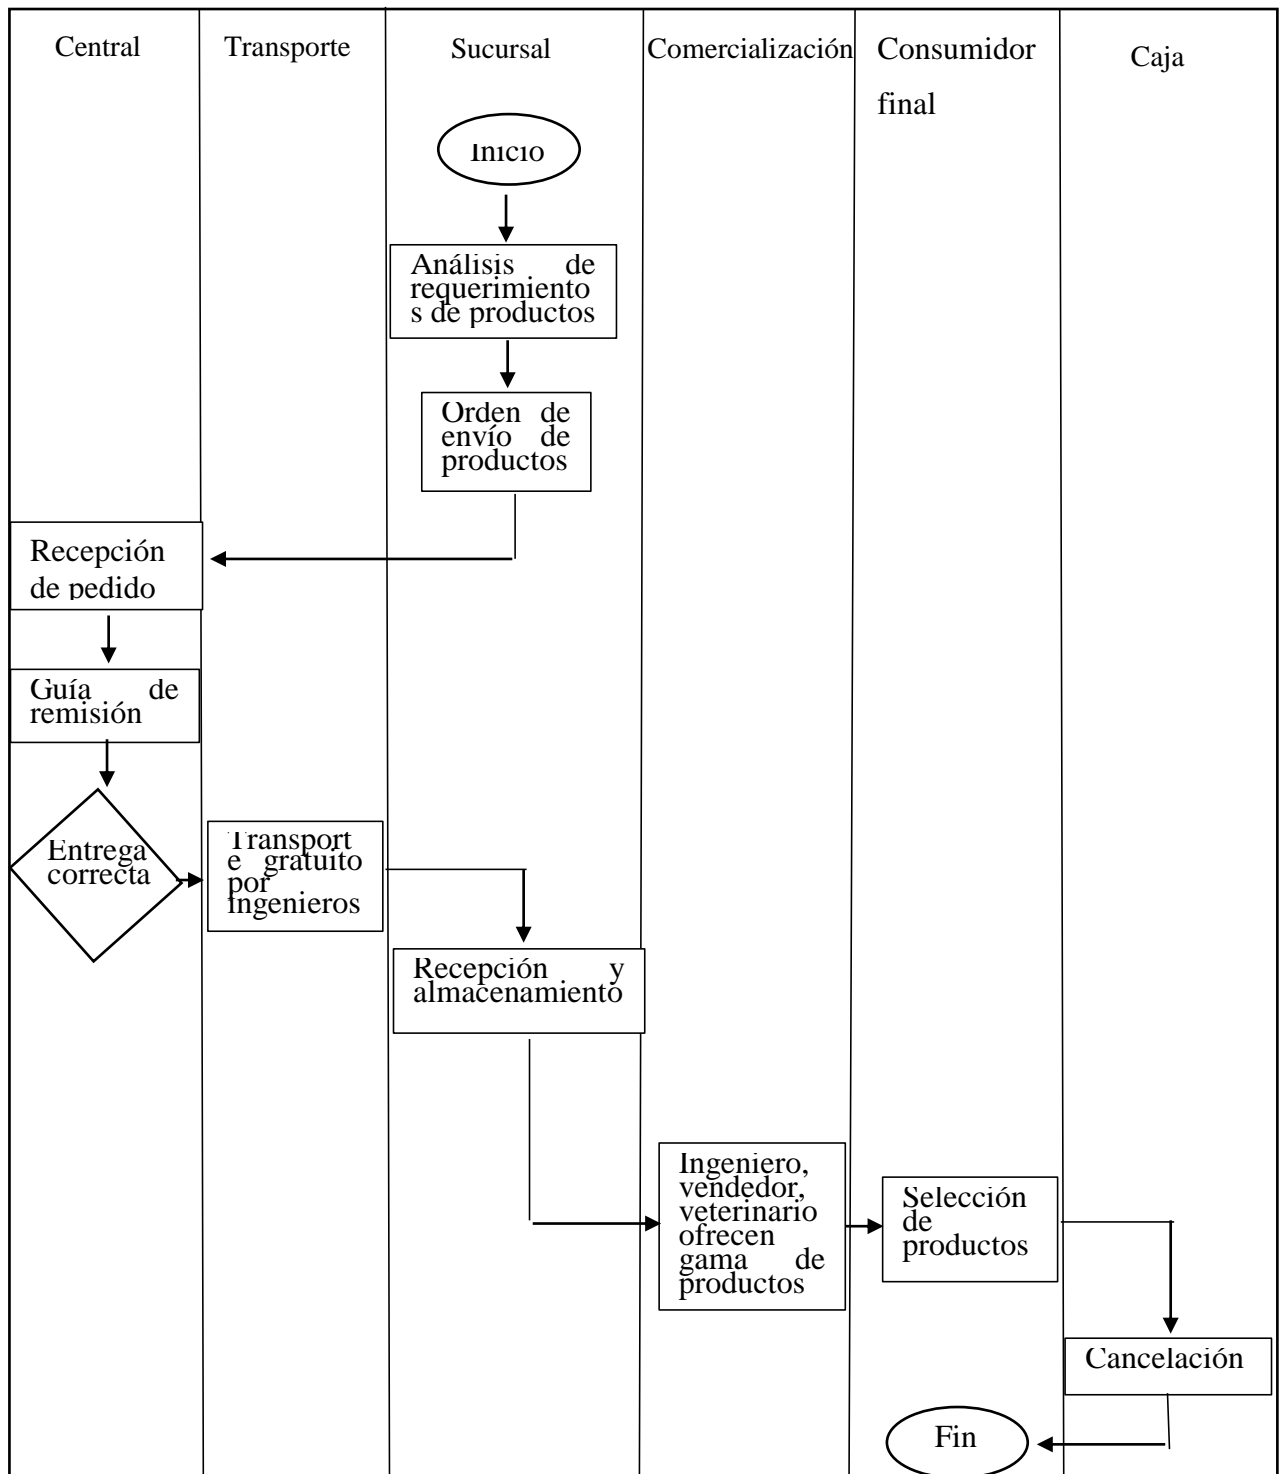 Central
Transporte
Sucursal
Comercialización
Consumidor
final
Caja
Inicio
Análisis de
requerimiento
s de productos
Orden de
envío de
productos
Recepción
de pedido
Guía de
remisión
Entrega
correcta
Transport
e gratuito
por
ingenieros
Recepción y
almacenamiento
Ingeniero,
vendedor,
veterinario
ofrecen
gama de
productos
Selección
de
productos
Cancelación
Fin